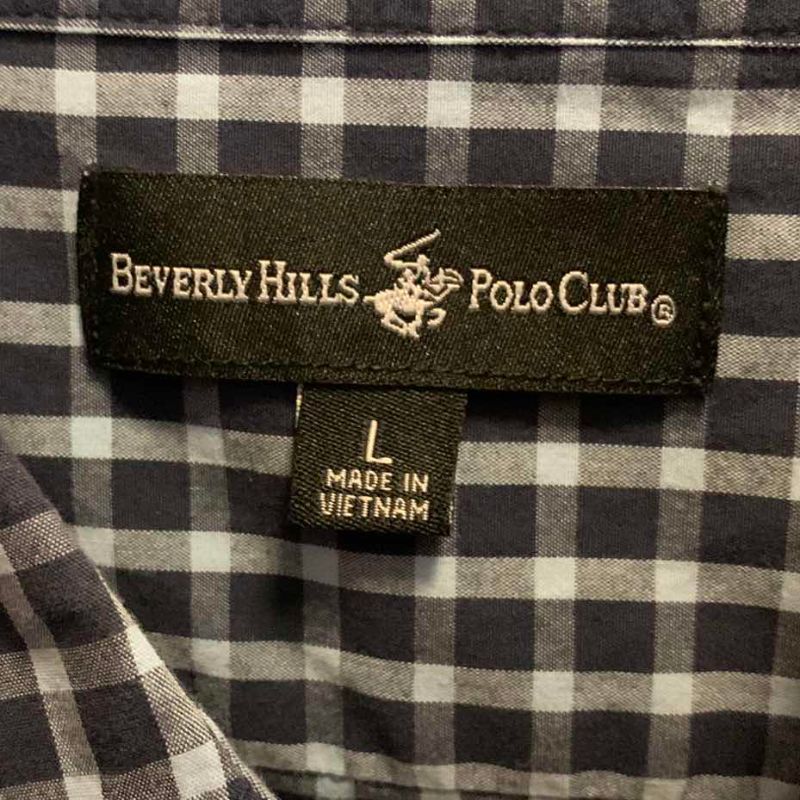 BEVERLY HILLS POLO CLUB®
L
MADE IN
VIETNAM